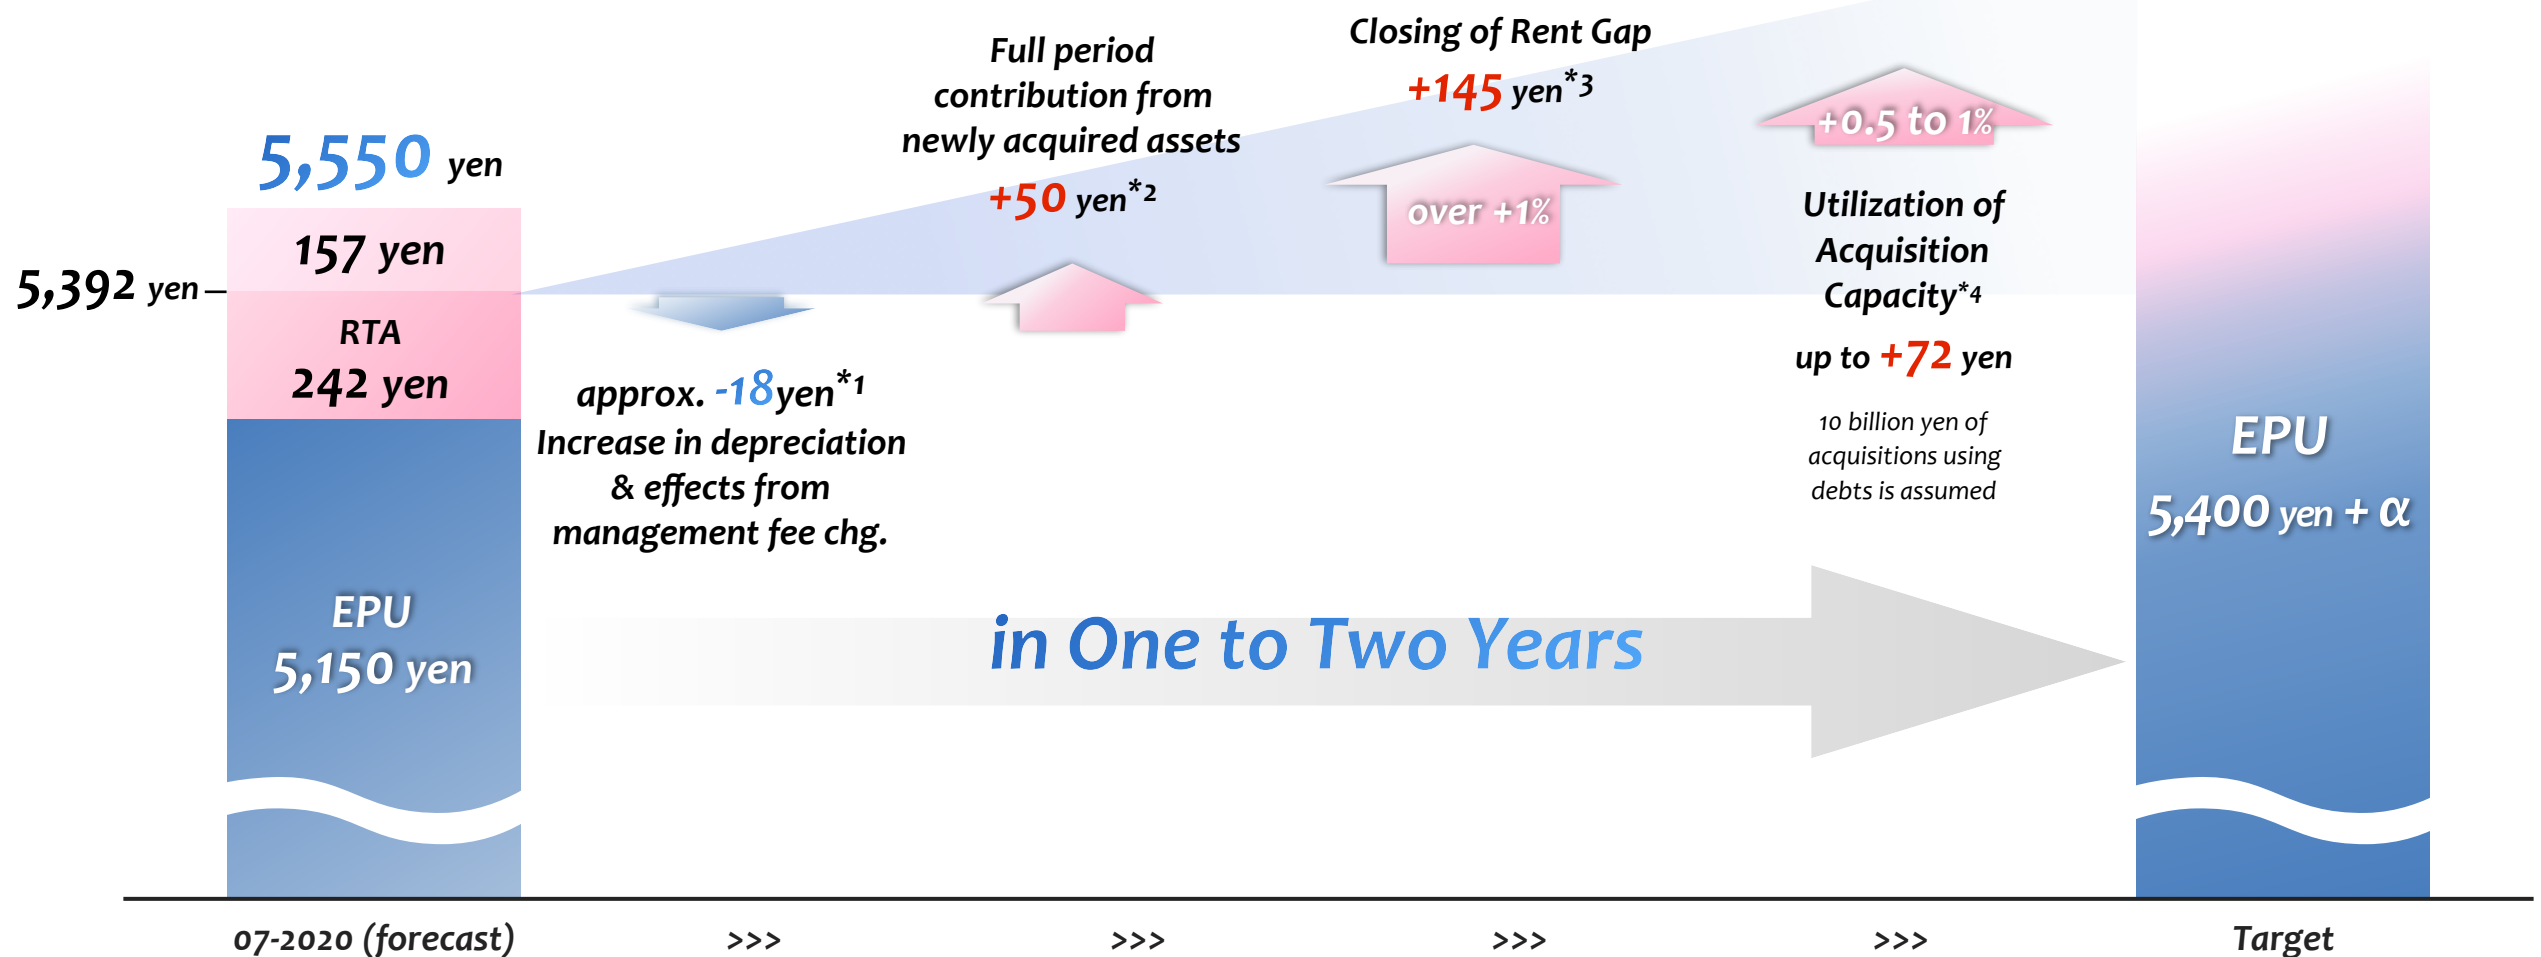 5,550 yen
157 yen
5,392 yen
RTA
242 yen
EPU
5,150 yen
approx. -18yen*1
Increase in depreciation
& effects from
management fee chg.
Full period
contribution from
newly acquired assets
+50 yen*2
Closing of Rent Gap
+145 yen*3
over +1%
+0.5 to 1%
Utilization of
Acquisition
Capacity*4
up to +72 yen
10 billion yen of
acquisitions using
debts is assumed
in One to Two Years
EPU
5,400 yen + α
07-2020 (forecast) >>> >>> >>> >>> Target